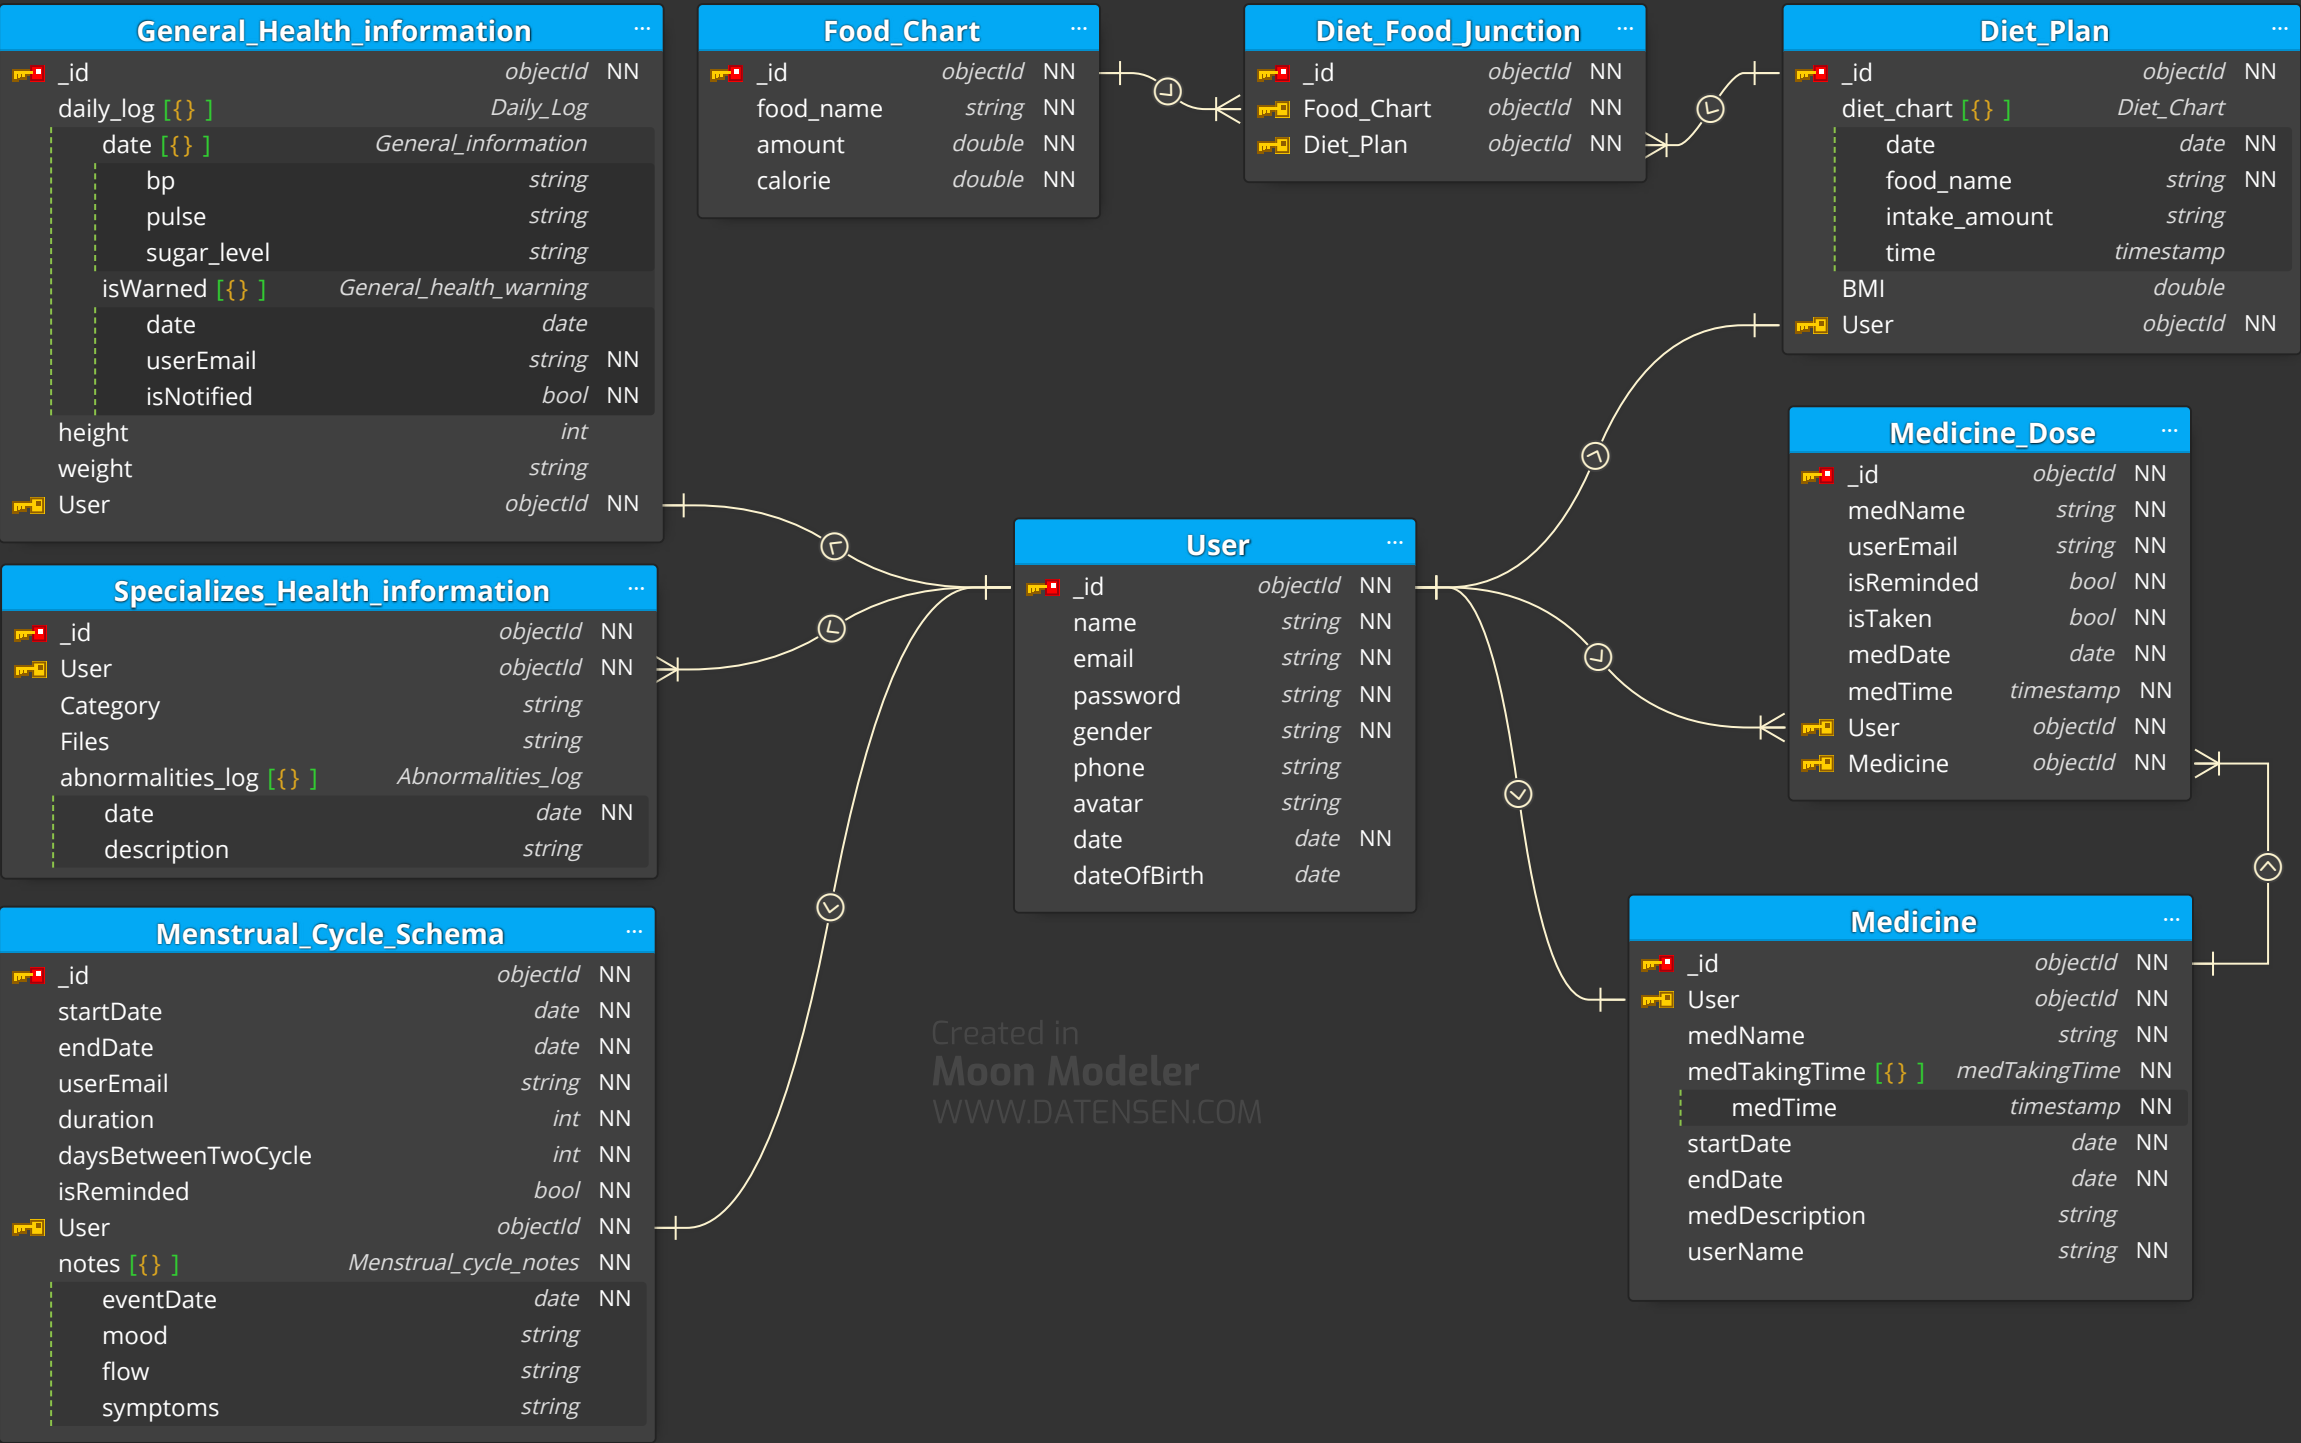 General_Health_information ...
_id objectId NN
daily_log [{} ] Daily_Log
date [{} ] General_information
bp string
pulse string
sugar_level string
isWarned [{} ] General_health_warning
date date
userEmail string NN
isNotified bool NN
height int
weight string
User objectId NN
Food_Chart ...
_id objectId NN
food_name string NN
amount double NN
calorie double NN
Diet_Food_Junction ...
_id objectId NN
Food_Chart objectId NN
Diet_Plan objectId NN
Diet_Plan ...
_id objectId NN
diet_chart [{} ] Diet_Chart
date date NN
food_name string NN
intake_amount string
time timestamp
BMI double
User objectId NN
Specializes_Health_information ...
_id objectId NN
User objectId NN
Category string
Files string
abnormalities_log [{} ] Abnormalities_log
date date NN
description string
User ...
_id objectId NN
name string NN
email string NN
password string NN
gender string NN
phone string
avatar string
date date NN
dateOfBirth date
Medicine_Dose ...
_id objectId NN
medName string NN
userEmail string NN
isReminded bool NN
isTaken bool NN
medDate date NN
medTime timestamp NN
User objectId NN
Medicine objectId NN
Menstrual_Cycle_Schema ...
_id objectId NN
startDate date NN
endDate date NN
userEmail string NN
duration int NN
daysBetweenTwoCycle int NN
isReminded bool NN
User objectId NN
notes [{} ] Menstrual_cycle_notes NN
eventDate date NN
mood string
flow string
symptoms string
Medicine ...
_id objectId NN
User objectId NN
medName string NN
medTakingTime [{} ] medTakingTime NN
medTime timestamp NN
startDate date NN
endDate date NN
medDescription string
userName string NN
Created in
Moon Modeler
WWW.DATENSEN.COM